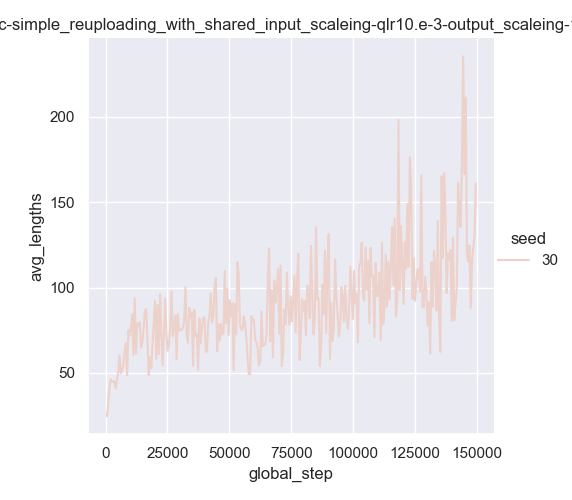 c-simple_reuploading_with_shared_input_scaleing-qlr10.e-3-output_scaleing-
200
150
100
50
avg_lengths
seed
30
0 25000 50000 75000 100000 125000 150000
global_step